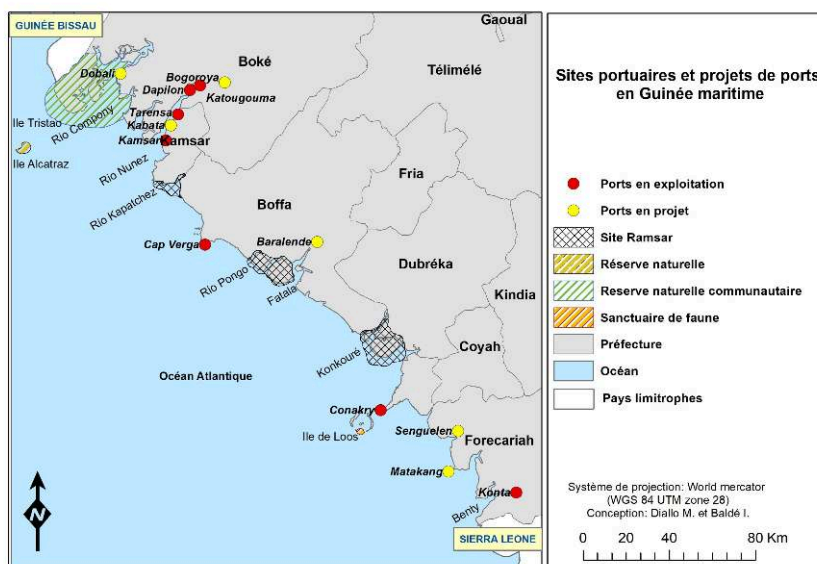 GUINÉE BISSAU
Gaoual
Boké
Télimélé
Dobali
Bogoroya
Dapilon
Katougouma
Tarensa
Kabata
Kamsar
Kamsar
Ile Tristao
Rio Compony
Ile Alcatraz
Rio Nunez
Fria
Rio Kapatchez
Boffa
Cap Verga
Baralende
Dubréka
Rio Pongo
Fatala
Kindia
Konkouré
Coyah
Océan Atlantique
Conakry
Ile de Loos
Senguelen
Forecariah
Matakang
Konta
Benty
N
SIERRA LEONE
Sites portuaires et projets de ports
en Guinée maritime
Ports en exploitation
Ports en projet
Site Ramsar
Réserve naturelle
Reserve naturelle communautaire
Sanctuaire de faune
Préfecture
Océan
Pays limitrophes
Système de projection: World mercator
(WGS 84 UTM zone 28)
Conception: Diallo M. et Baldé I.
0 20 40 80 Km